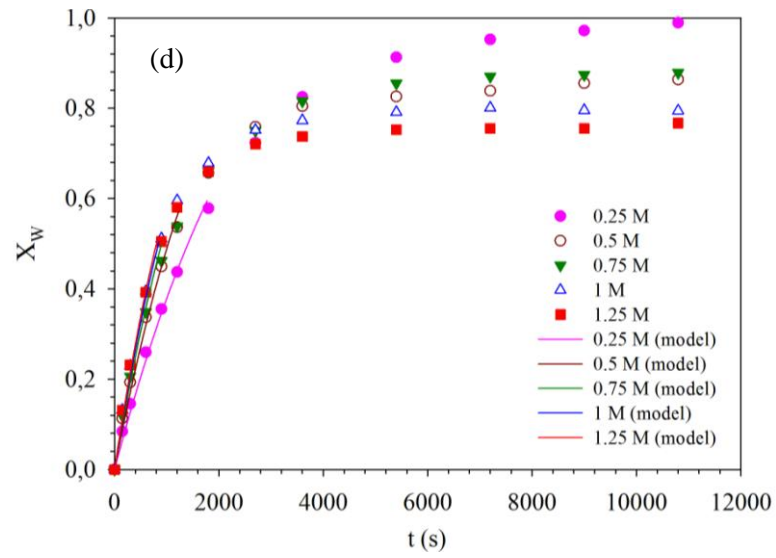 (d)
1,0
0,8
0,6
0,4
0,2
0,0
X_W
0.25 M
0.5 M
0.75 M
1 M
1.25 M
0.25 M (model)
0.5 M (model)
0.75 M (model)
1 M (model)
1.25 M (model)
0 2000 4000 6000 8000 10000 12000
t (s)